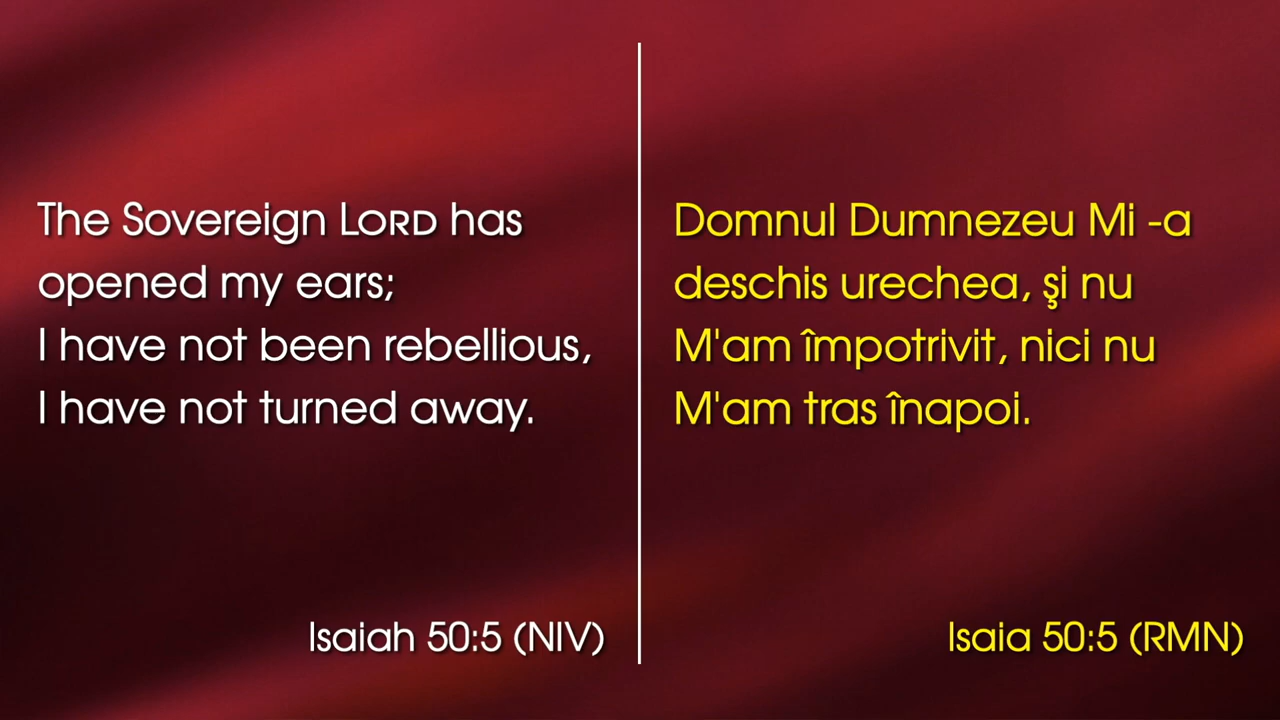 The Sovereign LORD has
opened my ears;
I have not been rebellious,
I have not turned away.
Isaiah 50:5 (NIV)
Domnul Dumnezeu Mi -a
deschis urechea, şi nu
M'am împotrivit, nici nu
M'am tras înapoi.
Isaia 50:5 (RMN)